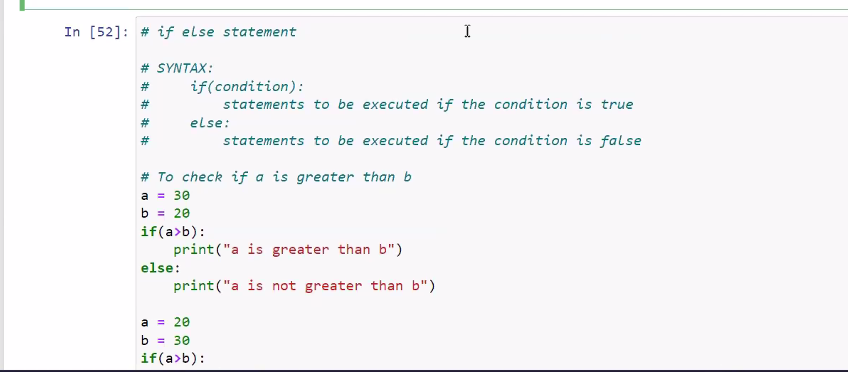 In [52]: # if else statement
# SYNTAX:
#     if(condition):
#         statements to be executed if the condition is true
#     else:
#         statements to be executed if the condition is false
# To check if a is greater than b
a = 30
b = 20
if(a>b):
    print("a is greater than b")
else:
    print("a is not greater than b")
a = 20
b = 30
if(a>b):